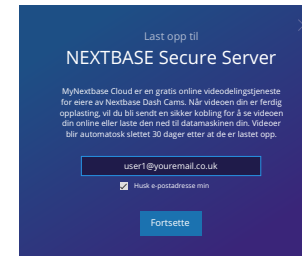 Last opp til
NEXTBASE Secure Server
MyNextbase Cloud er en gratis online videodelingstjeneste
for eiere av Nextbase Dash Cams. Når videoen din er ferdig
opplasting, vil du bli sendt en sikker kobling for å se videoen
din online eller laste den ned til datamaskinen din. Videoer
blir automatosk slettet 30 dager etter at de er lastet opp.
user1@youremail.co.uk
Husk e-postadresse min
Fortsette